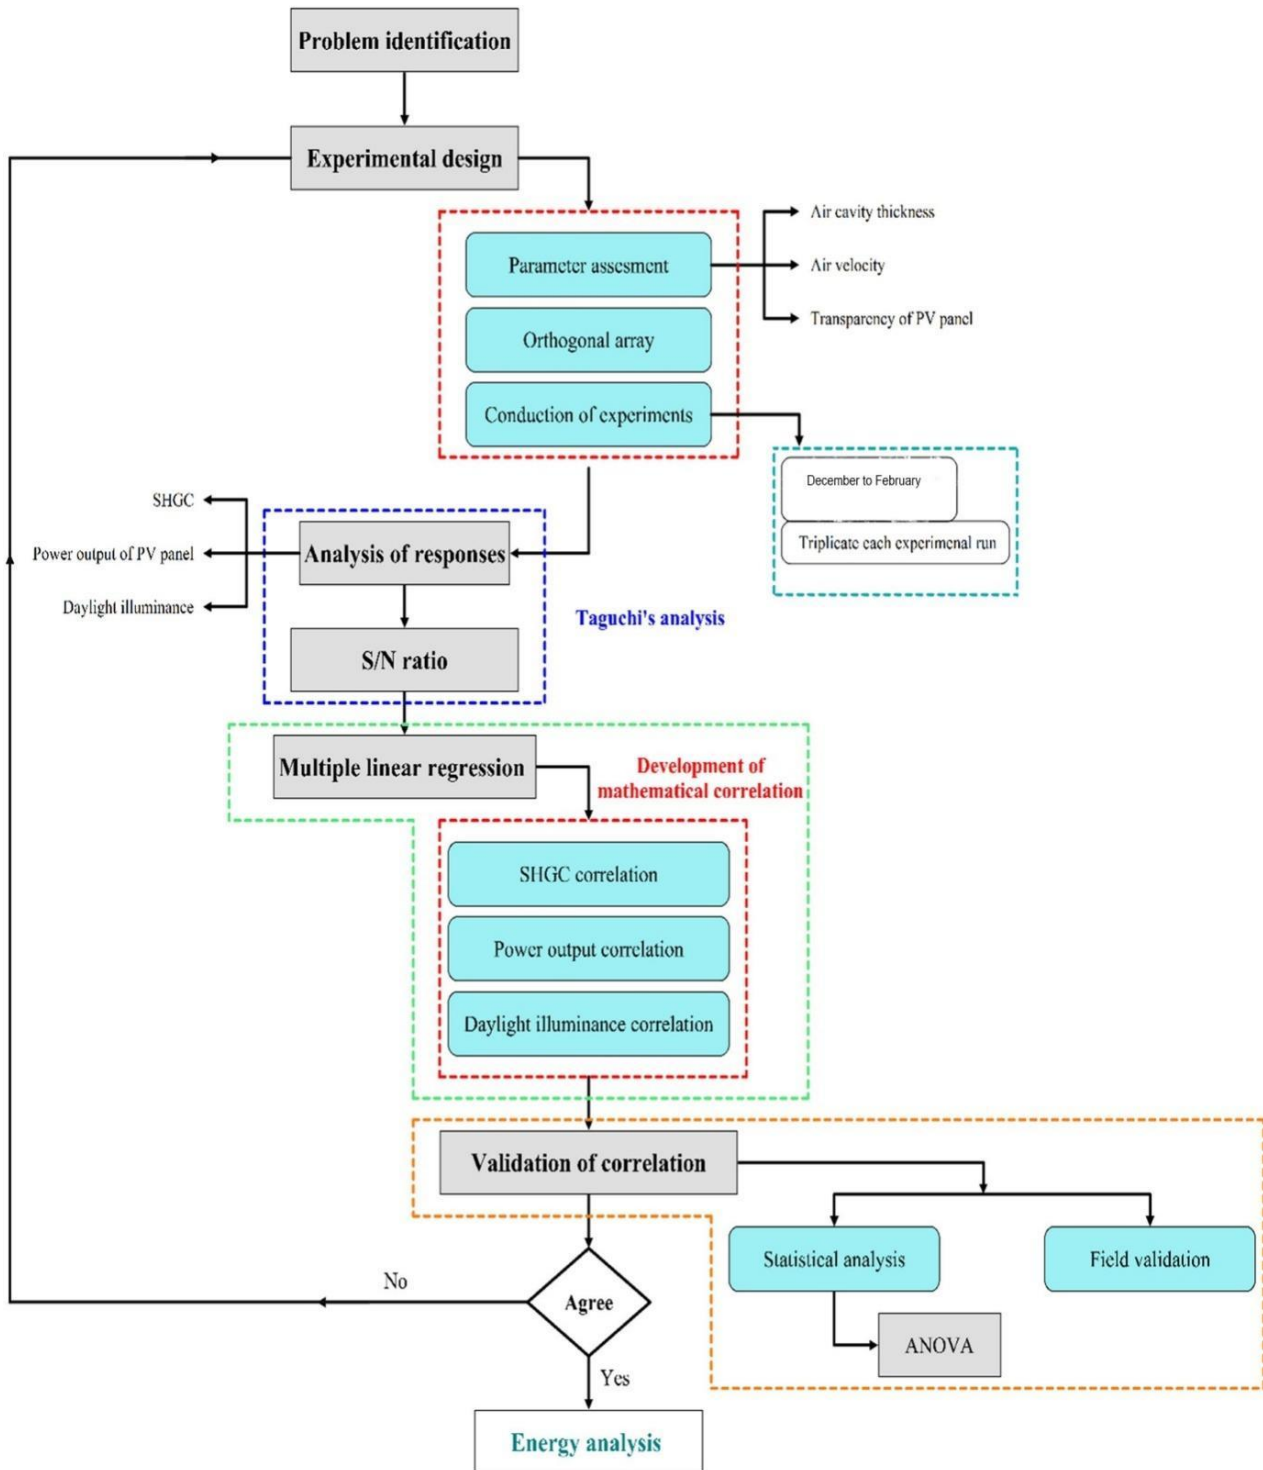 Problem identification
Experimental design
Parameter assesment
Air cavity thickness
Air velocity
Transparency of PV panel
Orthogonal array
Conduction of experiments
December to February
Triplicate each experimenal run
SHGC
Power output of PV panel
Daylight illuminance
Analysis of responses
S/N ratio
Taguchi's analysis
Multiple linear regression
Development of
mathematical correlation
SHGC correlation
Power output correlation
Daylight illuminance correlation
Validation of correlation
Statistical analysis
Field validation
ANOVA
Agree
No
Yes
Energy analysis